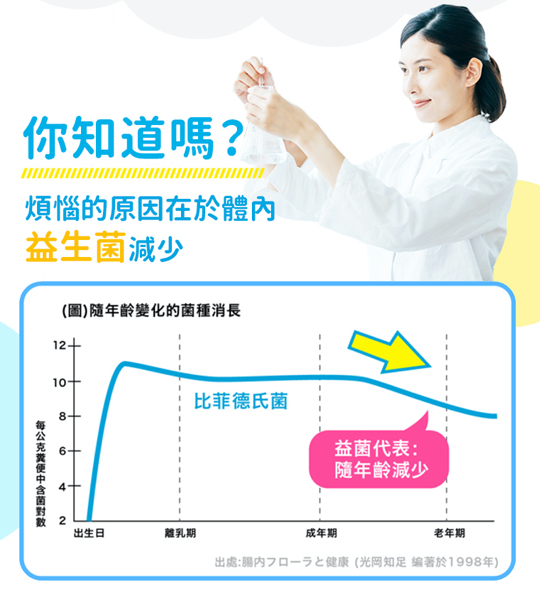 你知道嗎？
煩惱的原因在於體內
益生菌減少
(圖)隨年齡變化的菌種消長
每公克糞便中含菌對數
12
10
8
6
4
2
比菲德氏菌
益菌代表：
隨年齡減少
出生日
離乳期
成年期
老年期
出處:腸内フローラと健康 (光岡知足 編著於1998年)